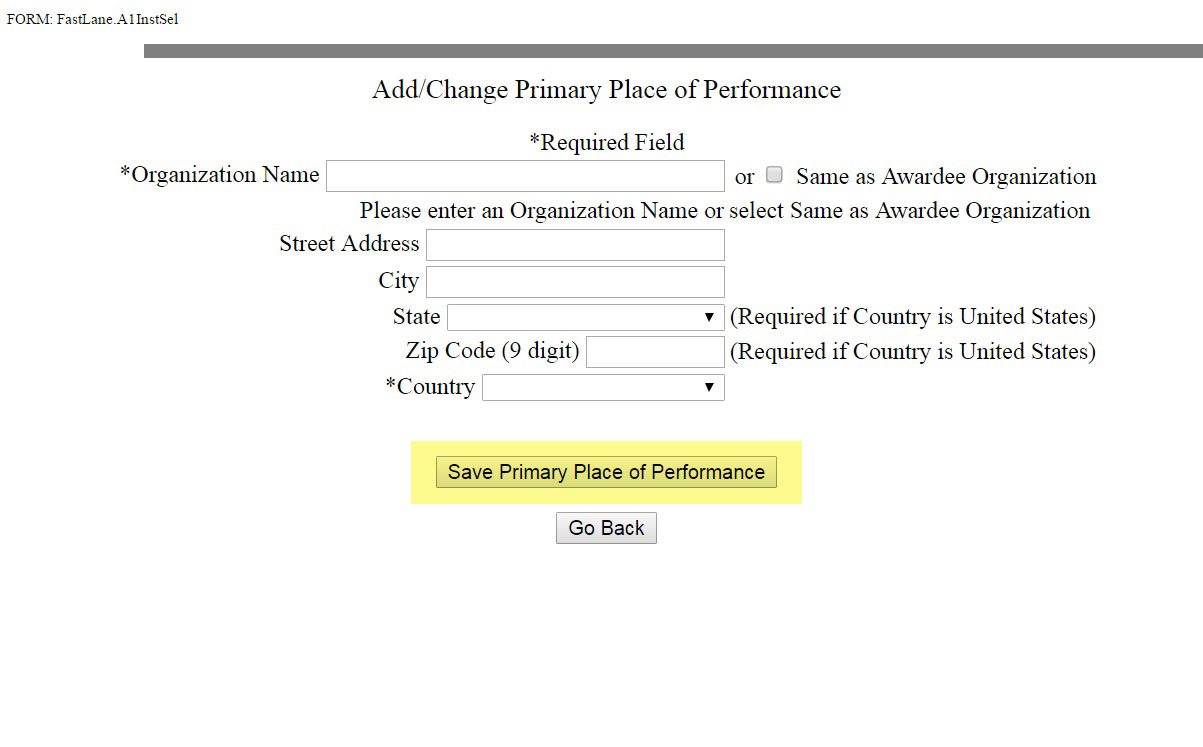 FORM: FastLane.A1InstSel
Add/Change Primary Place of Performance
*Required Field
*Organization Name or Same as Awardee Organization
Please enter an Organization Name or select Same as Awardee Organization
Street Address
City
State (Required if Country is United States)
Zip Code (9 digit) (Required if Country is United States)
*Country
Save Primary Place of Performance
Go Back